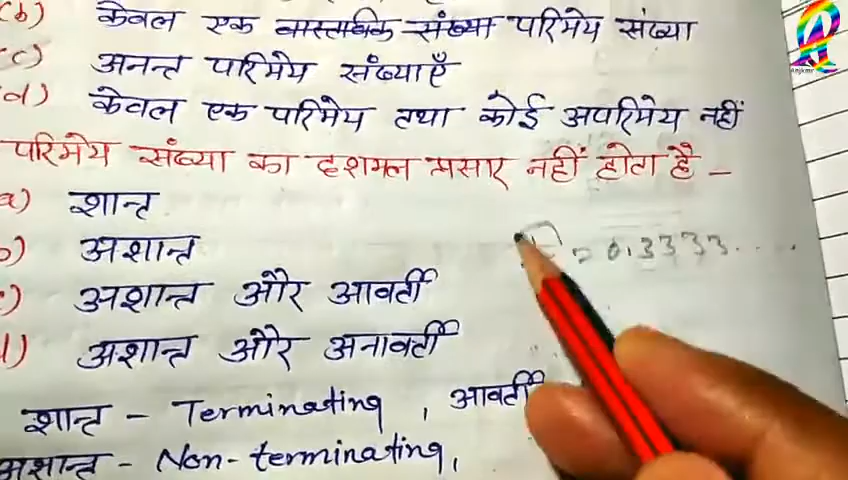 (b) केवल एक वास्तविक संख्या परिमेय संख्या
(c) अनन्त परिमेय संख्याएँ
(d) केवल एक परिमेय तथा कोई अपरिमेय नहीं
परिमेय संख्या का दशमलव प्रसार नहीं होता है –
a) शान्त
b) अशान्त
= 0.3333.....
c) अशान्त और आवर्ती
d) अशान्त और अनावर्ती
शान्त - Terminating, आवर्ती
अशान्त - Non-terminating,